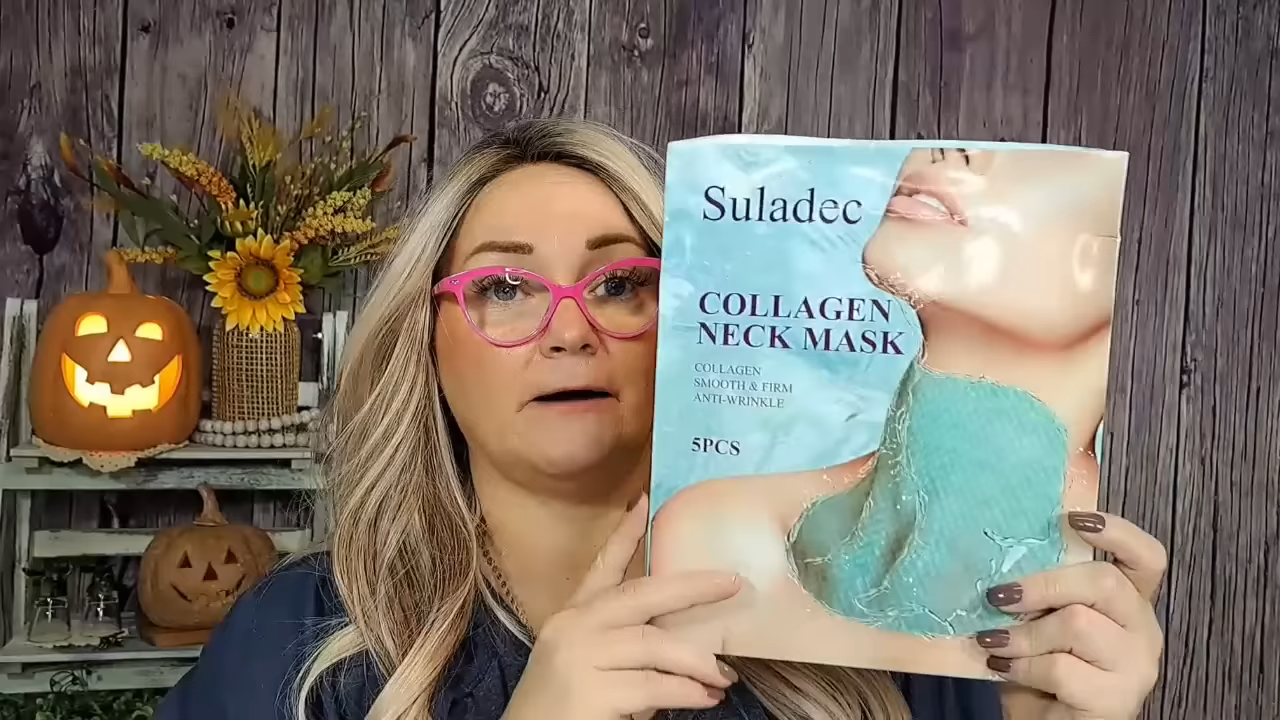 Suladec
COLLAGEN
NECK MASK
COLLAGEN
SMOOTH & FIRM
ANTI-WRINKLE
5PCS